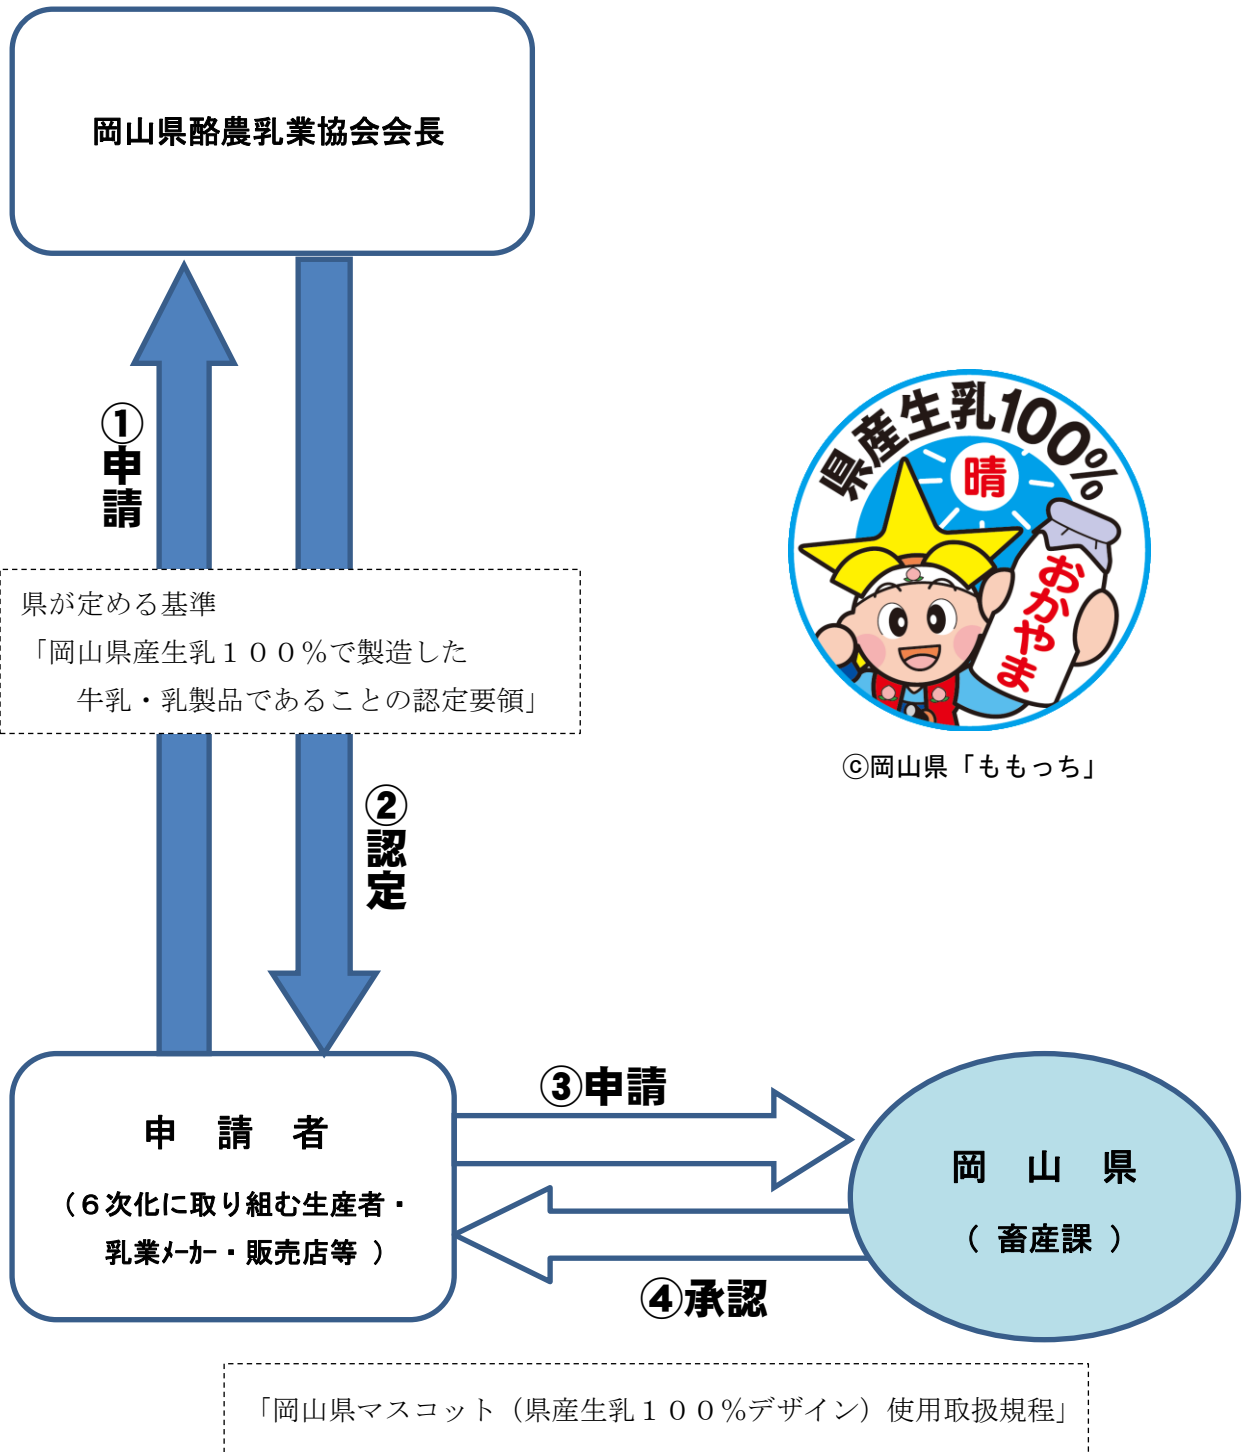 岡山県酪農乳業協会会長
①申請
県が定める基準
「岡山県産生乳１００％で製造した
牛乳・乳製品であることの認定要領」
②認定
県産生乳100%
晴
おかやま
©岡山県「ももっち」
申　請　者
（６次化に取り組む生産者・
乳業ﾒｰｶｰ・販売店等 ）
③申請
④承認
岡　山　県
（ 畜産課 ）
「岡山県マスコット（県産生乳１００％デザイン）使用取扱規程」